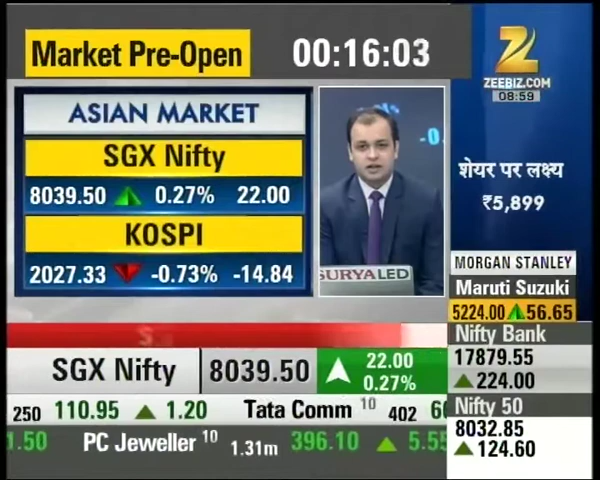 Market Pre-Open
00:16:03
ZEEBIZ.COM
08:59
ASIAN MARKET
SGX Nifty
8039.50 0.27% 22.00
KOSPI
2027.33 -0.73% -14.84
-0.
SURYA LED
शेयर पर लक्ष्य
₹5,899
MORGAN STANLEY
Maruti Suzuki
5224.00 56.65
Nifty Bank
17879.55
224.00
Nifty 50
8032.85
124.60
SGX Nifty 8039.50 22.00
0.27%
250 110.95 1.20 Tata Comm 10 402 60
1.50 PC Jeweller 10 1.31m 396.10 5.55